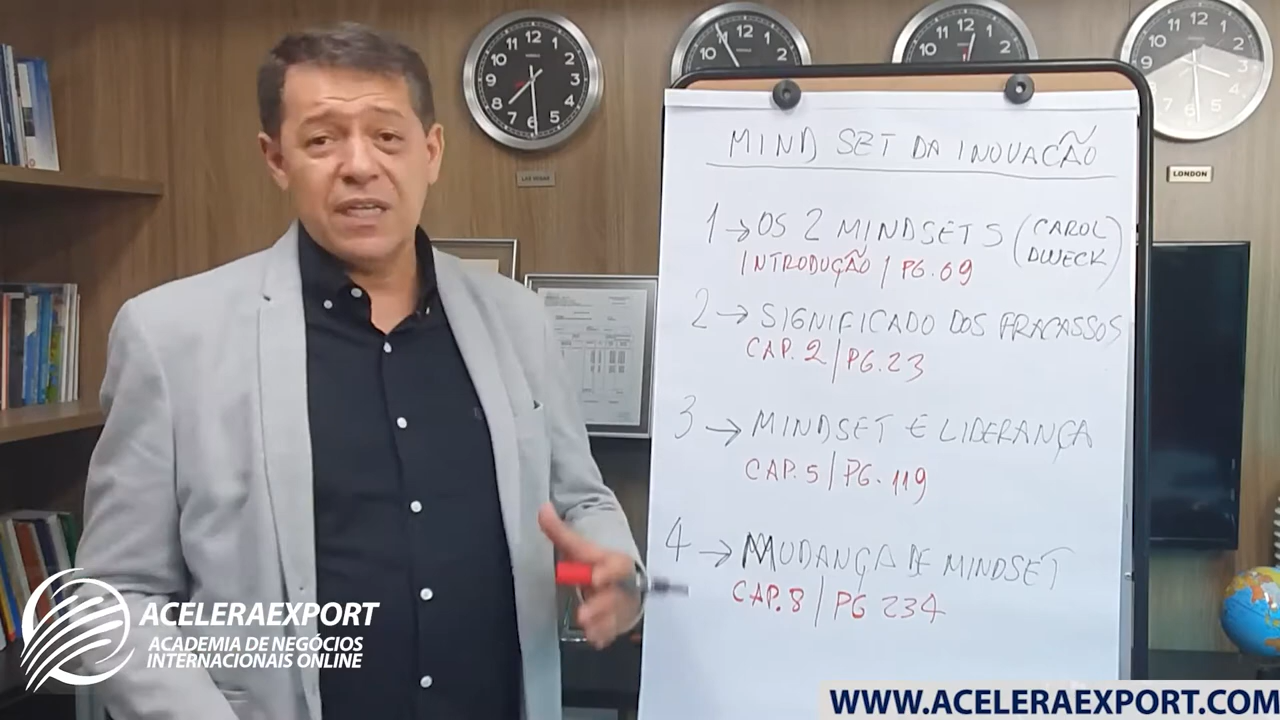 MINDSET DA INOVAÇÃO
1 → OS 2 MINDSETS (CAROL DWECK)
INTRODUÇÃO / PG. 09
2 → SIGNIFICADO DOS FRACASSOS
CAP. 2 / PG. 23
3 → MINDSET E LIDERANÇA
CAP. 5 / PG. 119
4 → MUDANÇA DE MINDSET
CAP. 8 / PG 234
LAS VEGAS
LONDON
ACELERAEXPORT
ACADEMIA DE NEGÓCIOS
INTERNACIONAIS ONLINE
WWW.ACELERAEXPORT.COM